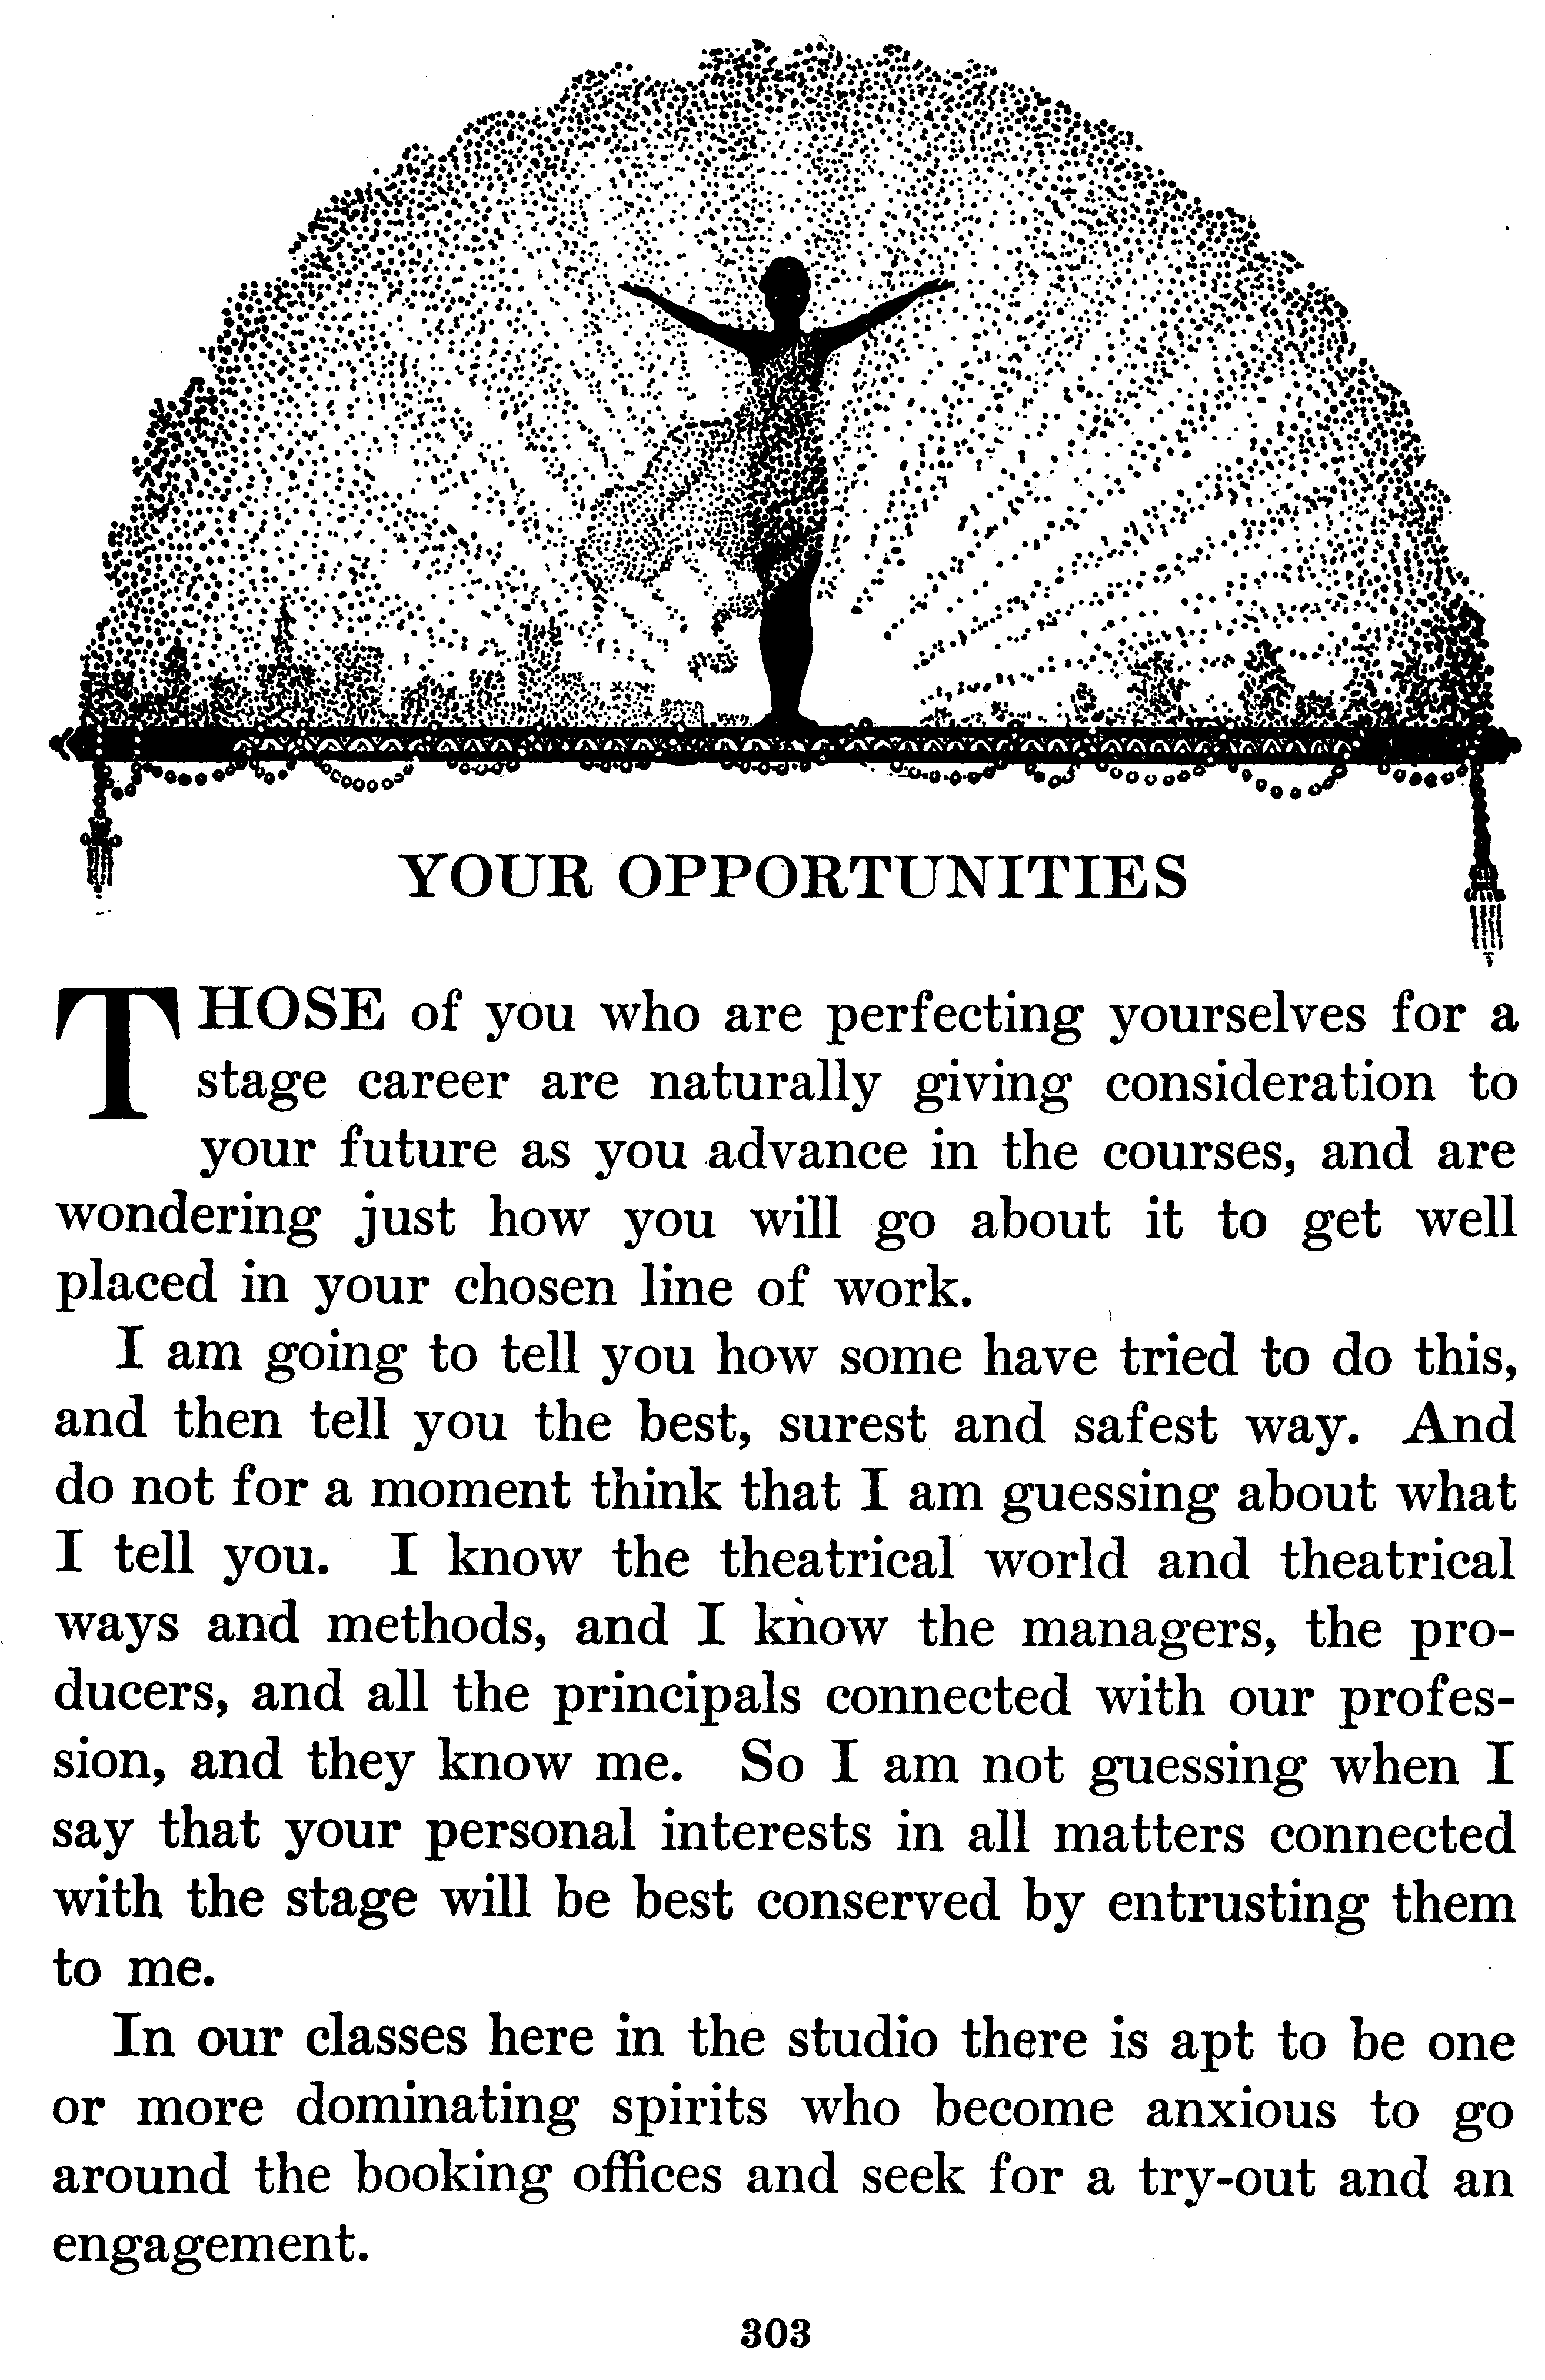 YOUR OPPORTUNITIES
THOSE of you who are perfecting yourselves for a
stage career are naturally giving consideration to
your future as you advance in the courses, and are
wondering just how you will go about it to get well
placed in your chosen line of work.
I am going to tell you how some have tried to do this,
and then tell you the best, surest and safest way. And
do not for a moment think that I am guessing about what
I tell you. I know the theatrical world and theatrical
ways and methods, and I know the managers, the pro-
ducers, and all the principals connected with our profes-
sion, and they know me. So I am not guessing when I
say that your personal interests in all matters connected
with the stage will be best conserved by entrusting them
to me.
In our classes here in the studio there is apt to be one
or more dominating spirits who become anxious to go
around the booking offices and seek for a try-out and an
engagement.
303